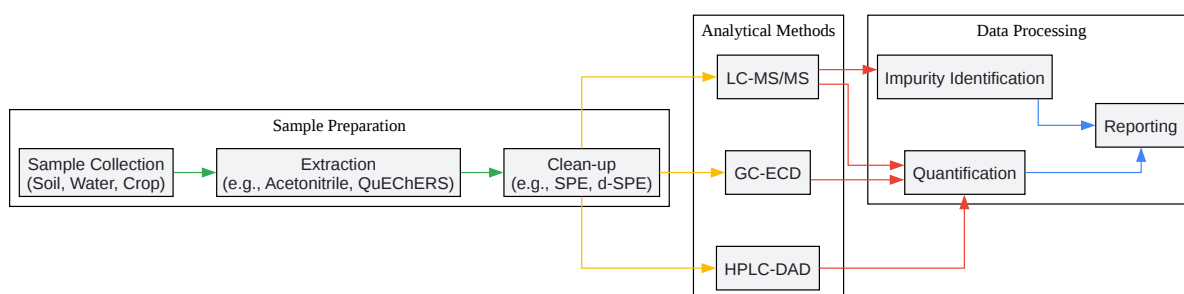 Sample Preparation
Sample Collection
(Soil, Water, Crop)
Extraction
(e.g., Acetonitrile, QuEChERS)
Clean-up
(e.g., SPE, d-SPE)
Analytical Methods
LC-MS/MS
GC-ECD
HPLC-DAD
Data Processing
Impurity Identification
Quantification
Reporting